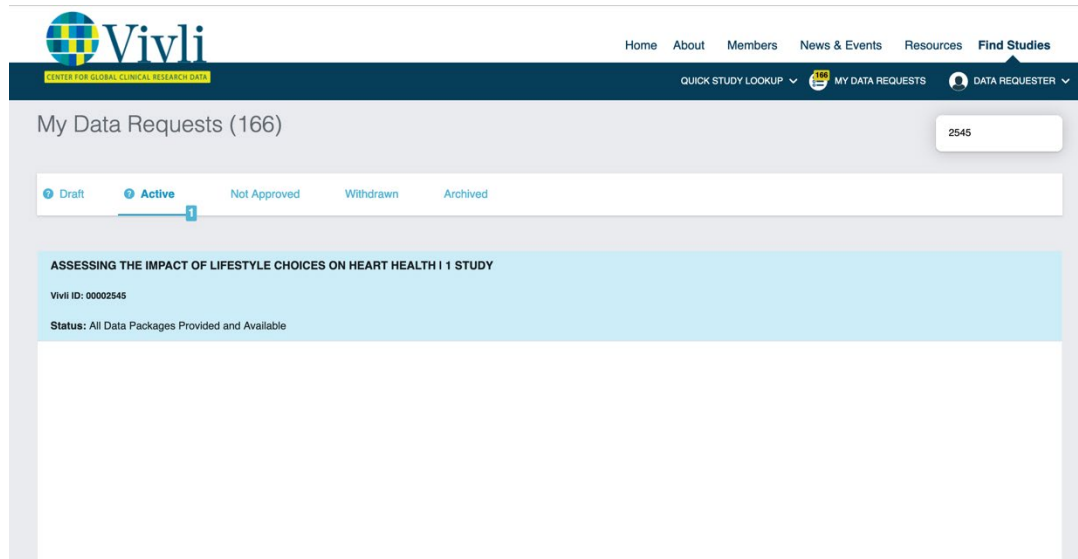 Vivli
CENTER FOR GLOBAL CLINICAL RESEARCH DATA
Home About Members News & Events Resources Find Studies
QUICK STUDY LOOKUP 166 MY DATA REQUESTS DATA REQUESTER
My Data Requests (166)
2545
? Draft ? Active Not Approved Withdrawn Archived
1
ASSESSING THE IMPACT OF LIFESTYLE CHOICES ON HEART HEALTH | 1 STUDY
Vivli ID: 00002545
Status: All Data Packages Provided and Available